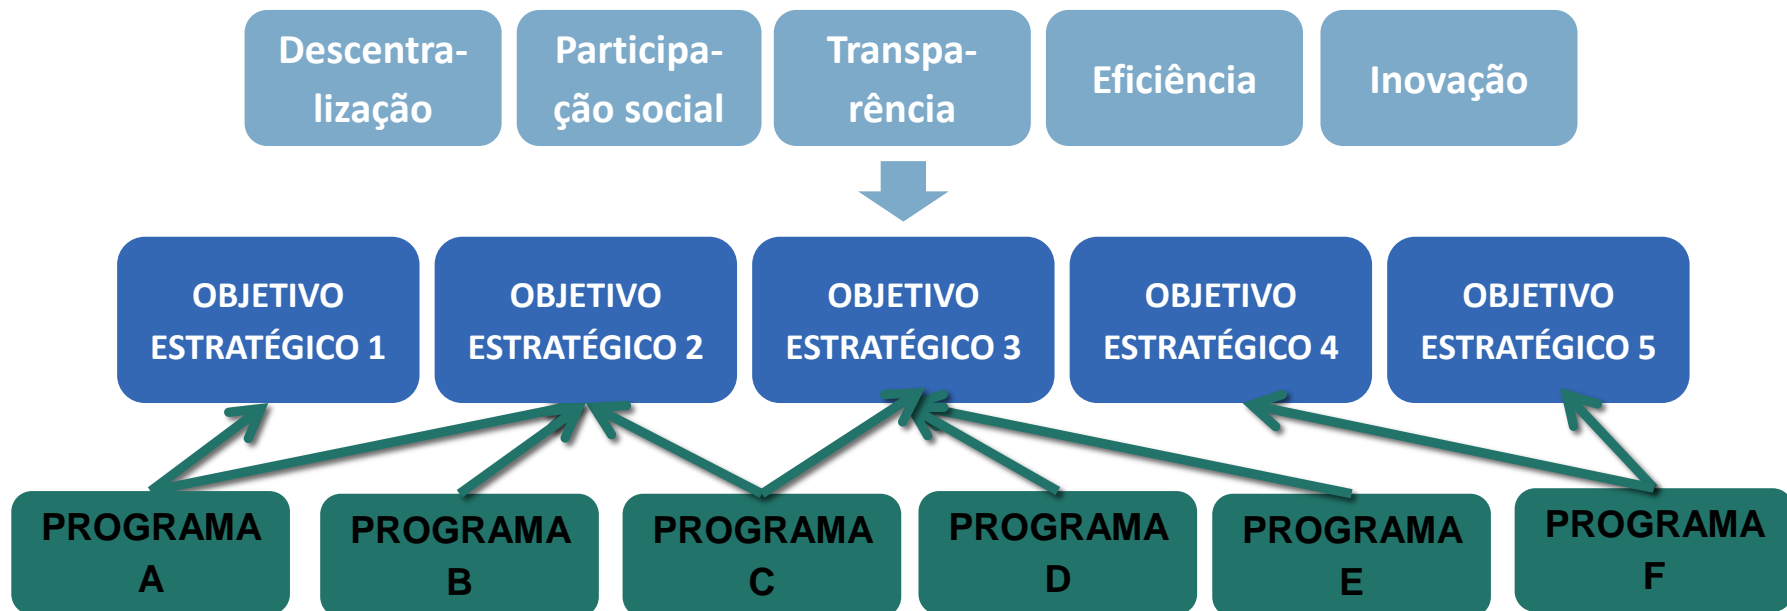 Descentra-
lização
Participa-
ção social
Transpa-
rência
Eficiência
Inovação
OBJETIVO
ESTRATÉGICO 1
OBJETIVO
ESTRATÉGICO 2
OBJETIVO
ESTRATÉGICO 3
OBJETIVO
ESTRATÉGICO 4
OBJETIVO
ESTRATÉGICO 5
PROGRAMA
A
PROGRAMA
B
PROGRAMA
C
PROGRAMA
D
PROGRAMA
E
PROGRAMA
F